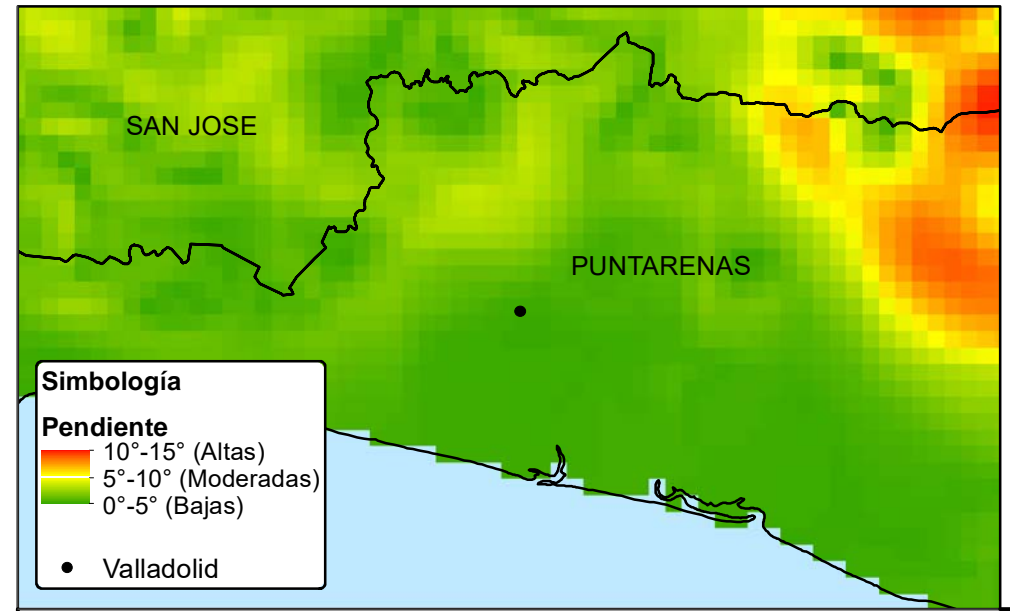 SAN JOSE
PUNTARENAS
Simbología
Pendiente
10°-15° (Altas)
5°-10° (Moderadas)
0°-5° (Bajas)
Valladolid